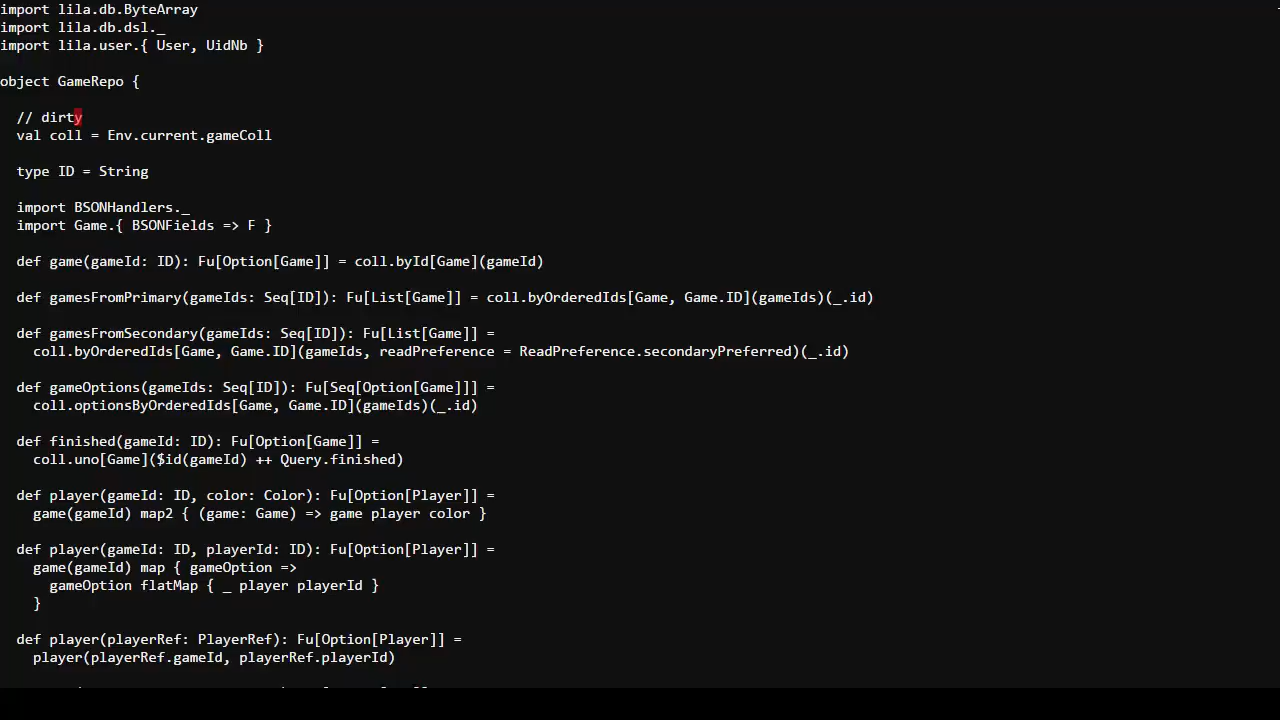 import lila.db.ByteArray
import lila.db.dsl._
import lila.user.{ User, UidNb }
object GameRepo {
// dirty
val coll = Env.current.gameColl
type ID = String
import BSONHandlers._
import Game.{ BSONFields => F }
def game(gameId: ID): Fu[Option[Game]] = coll.byId[Game](gameId)
def gamesFromPrimary(gameIds: Seq[ID]): Fu[List[Game]] = coll.byOrderedIds[Game, Game.ID](gameIds)(_.id)
def gamesFromSecondary(gameIds: Seq[ID]): Fu[List[Game]] =
coll.byOrderedIds[Game, Game.ID](gameIds, readPreference = ReadPreference.secondaryPreferred)(_.id)
def gameOptions(gameIds: Seq[ID]): Fu[Seq[Option[Game]]] =
coll.optionsByOrderedIds[Game, Game.ID](gameIds)(_.id)
def finished(gameId: ID): Fu[Option[Game]] =
coll.uno[Game]($id(gameId) ++ Query.finished)
def player(gameId: ID, color: Color): Fu[Option[Player]] =
game(gameId) map2 { (game: Game) => game player color }
def player(gameId: ID, playerId: ID): Fu[Option[Player]] =
game(gameId) map { gameOption =>
gameOption flatMap { _ player playerId }
}
def player(playerRef: PlayerRef): Fu[Option[Player]] =
player(playerRef.gameId, playerRef.playerId)